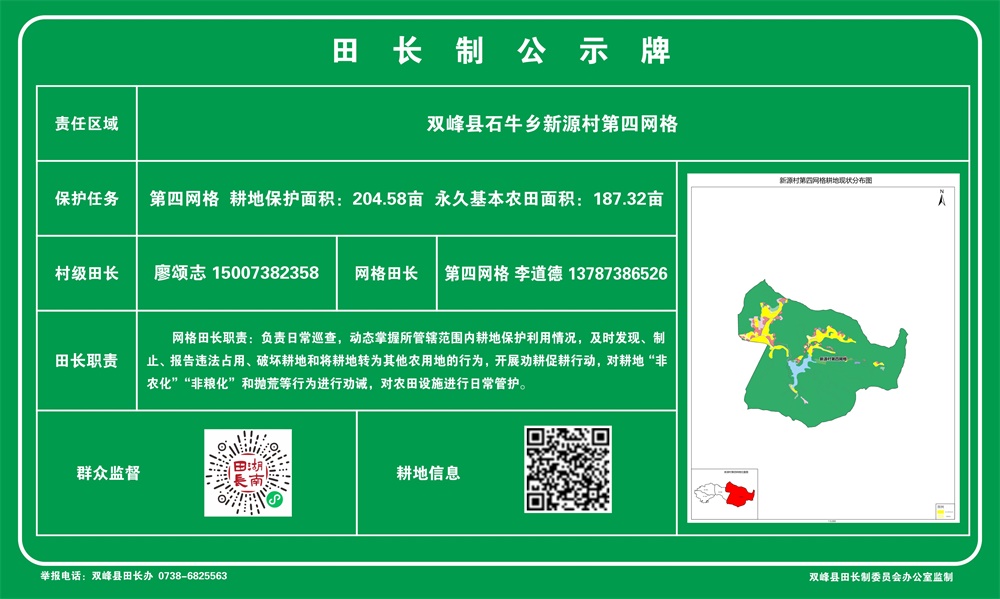 田长制公示牌
责任区域
双峰县石牛乡新源村第四网格
保护任务
第四网格 耕地保护面积：204.58亩 永久基本农田面积：187.32亩
村级田长
廖颂志 15007382358
网格田长
第四网格 李道德 13787386526
田长职责
网格田长职责：负责日常巡查，动态掌握所管辖范围内耕地保护利用情况，及时发现、制
止、报告违法占用、破坏耕地和将耕地转为其他农用地的行为，开展劝耕促耕行动，对耕地“非
农化”“非粮化”和抛荒等行为进行劝诫，对农田设施进行日常管护。
群众监督
湖南
田長
耕地信息
新源村第四网格耕地现状分布图
N
新源村第四网格
举报电话：双峰县田长办 0738-6825563
双峰县田长制委员会办公室监制